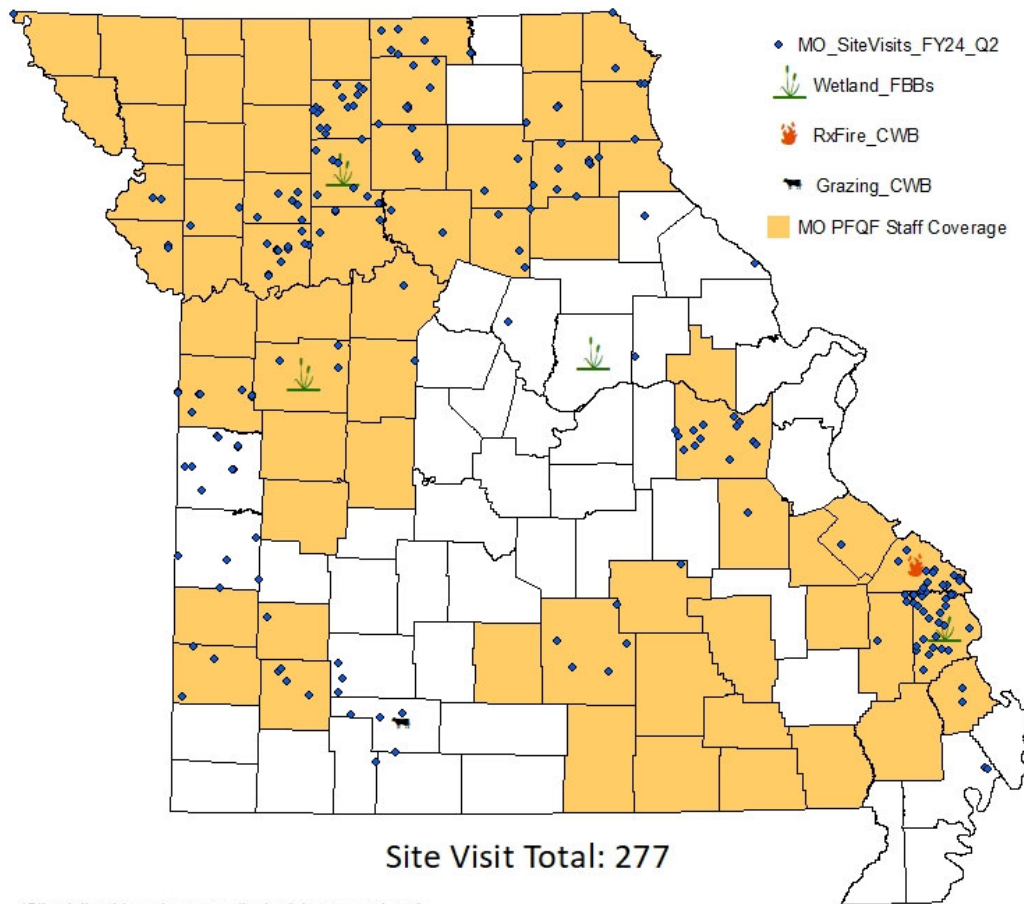 MO_SiteVisits_FY24_Q2
Wetland_FBBs
RxFire_CWB
Grazing_CWB
MO PFQF Staff Coverage
Site Visit Total: 277